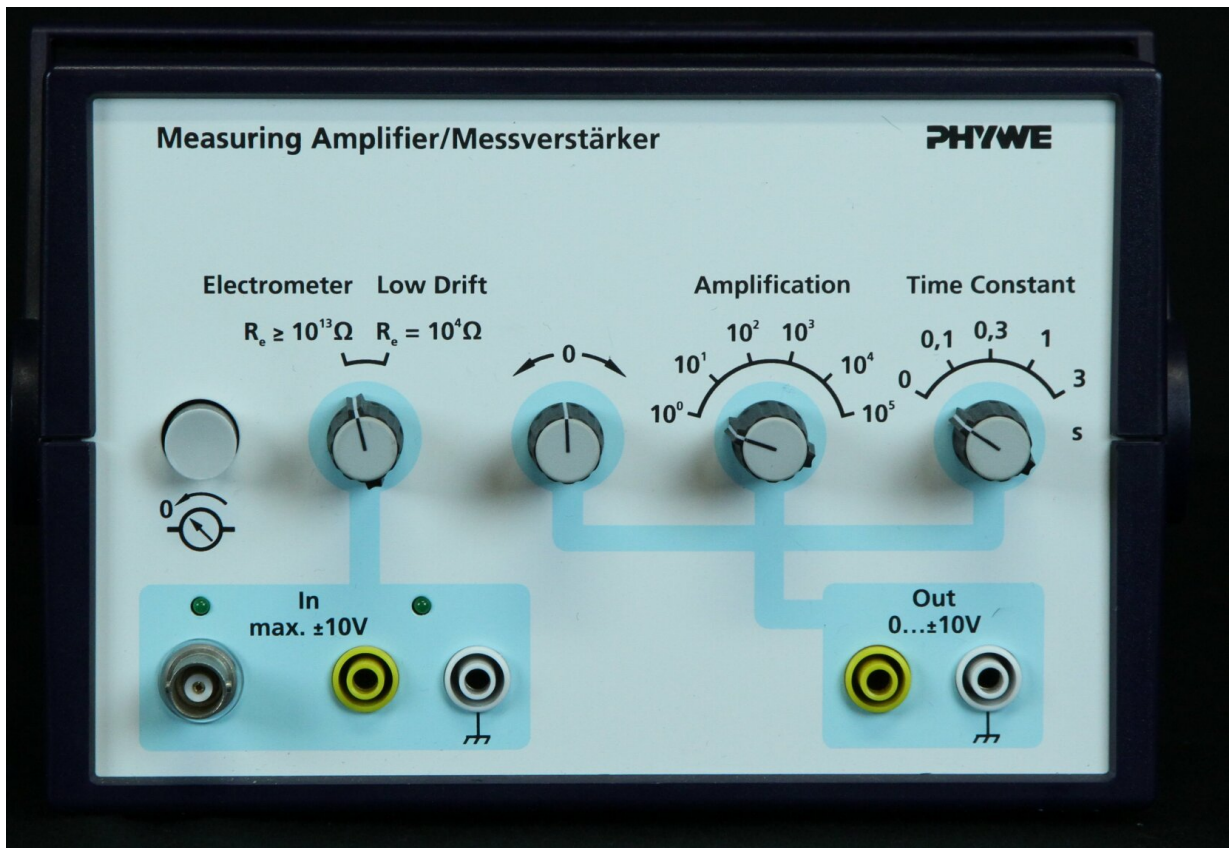 Measuring Amplifier/Messverstärker
PHYWE
Electrometer Low Drift
Rₑ ≥ 10¹³Ω Rₑ = 10⁴Ω
0
Amplification
10⁰ 10¹ 10² 10³ 10⁴ 10⁵
Time Constant
0 0,1 0,3 1 3
s
0
In
max. ±10V
Out
0...±10V